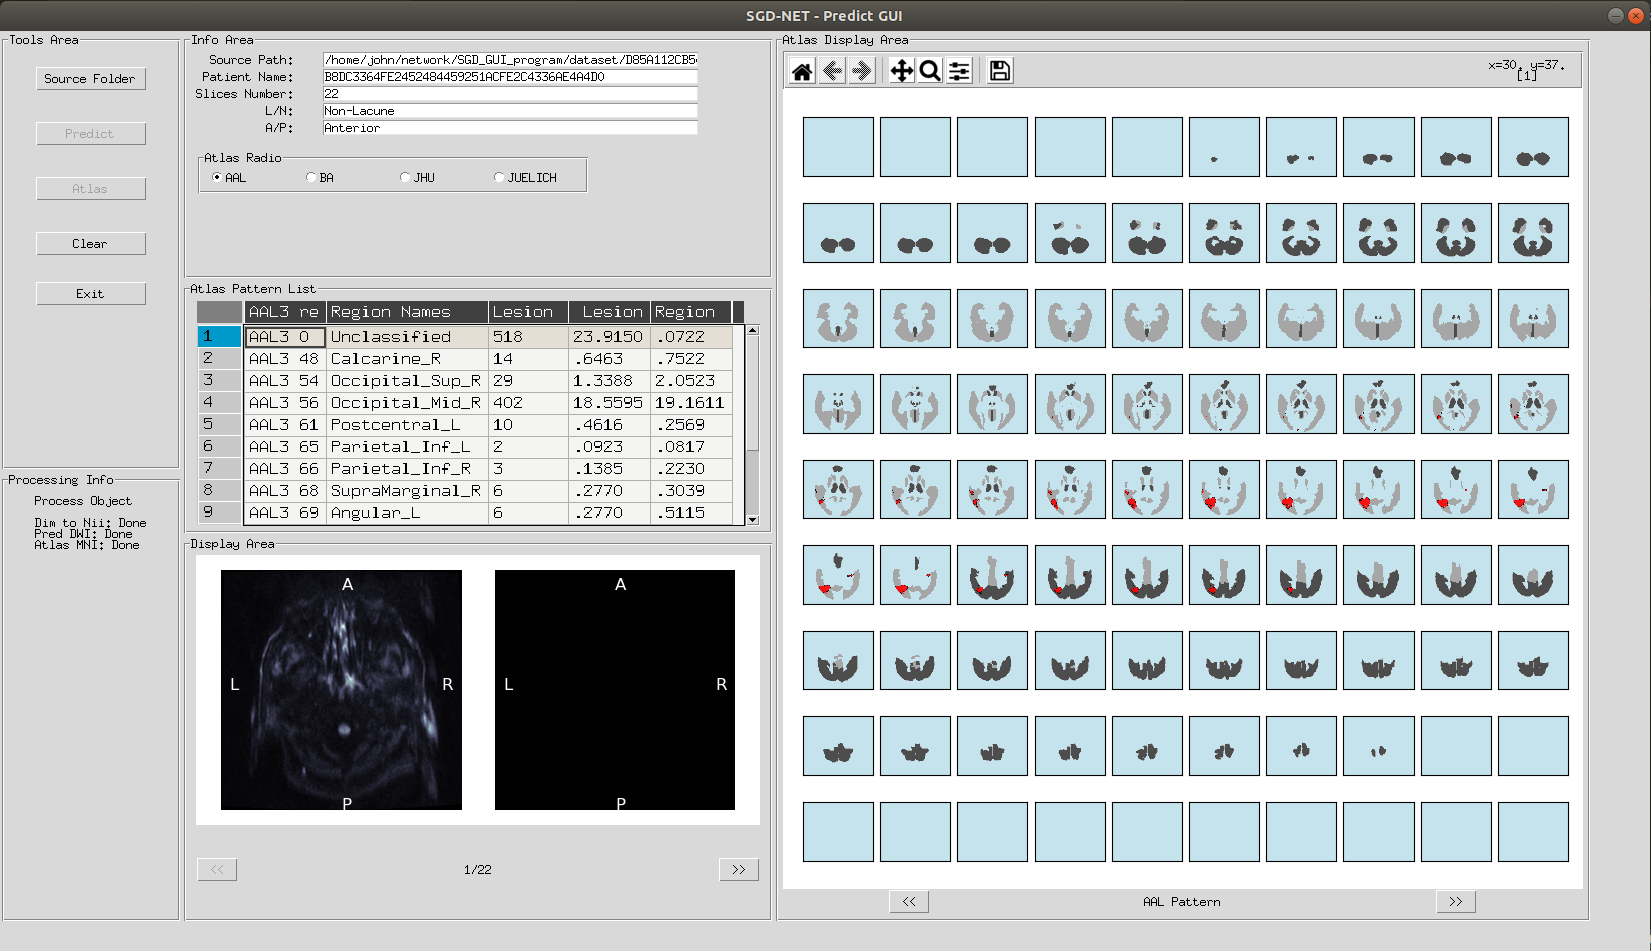 SGD-NET - Predict GUI
Tools Area
Source Folder
Predict
Atlas
Clear
Exit
Processing Info
Process Object
Dim to Nii: Done
Pred DWI: Done
Atlas MNI: Done
Info Area
Source Path: /home/john/network/SGD_GUI_program/dataset/D85A112CB5
Patient Name: B8DC3364FE2452484459251ACFE2C4336AE4A4D0
Slices Number: 22
L/N: Non-Lacune
A/P: Anterior
Atlas Radio
AAL BA JHU JUELICH
Atlas Pattern List
AAL3 re Region Names Lesion Lesion Region
1 AAL3 0 Unclassified 518 23.9150 .0722
2 AAL3 48 Calcarine_R 14 .6463 .7522
3 AAL3 54 Occipital_Sup_R 29 1.3388 2.0523
4 AAL3 56 Occipital_Mid_R 402 18.5595 19.1611
5 AAL3 61 Postcentral_L 10 .4616 .2569
6 AAL3 65 Parietal_Inf_L 2 .0923 .0817
7 AAL3 66 Parietal_Inf_R 3 .1385 .2230
8 AAL3 68 SupraMarginal_R 6 .2770 .3039
9 AAL3 69 Angular_L 6 .2770 .5115
Display Area
A A
L R L R
P P
<< 1/22 >>
Atlas Display Area
x=30. y=37.
[1]
<< AAL Pattern >>